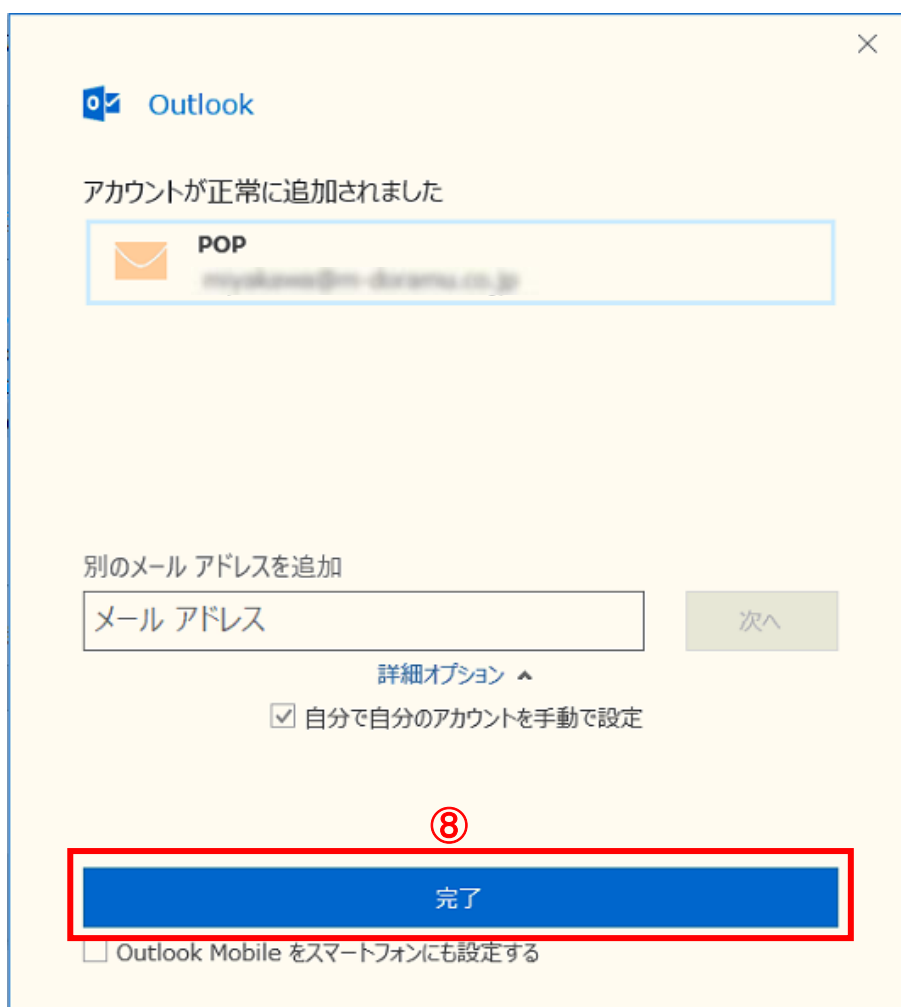 Outlook
アカウントが正常に追加されました
POP
別のメール アドレスを追加
メール アドレス
次へ
詳細オプション
自分で自分のアカウントを手動で設定
⑧
完了
Outlook Mobile をスマートフォンにも設定する